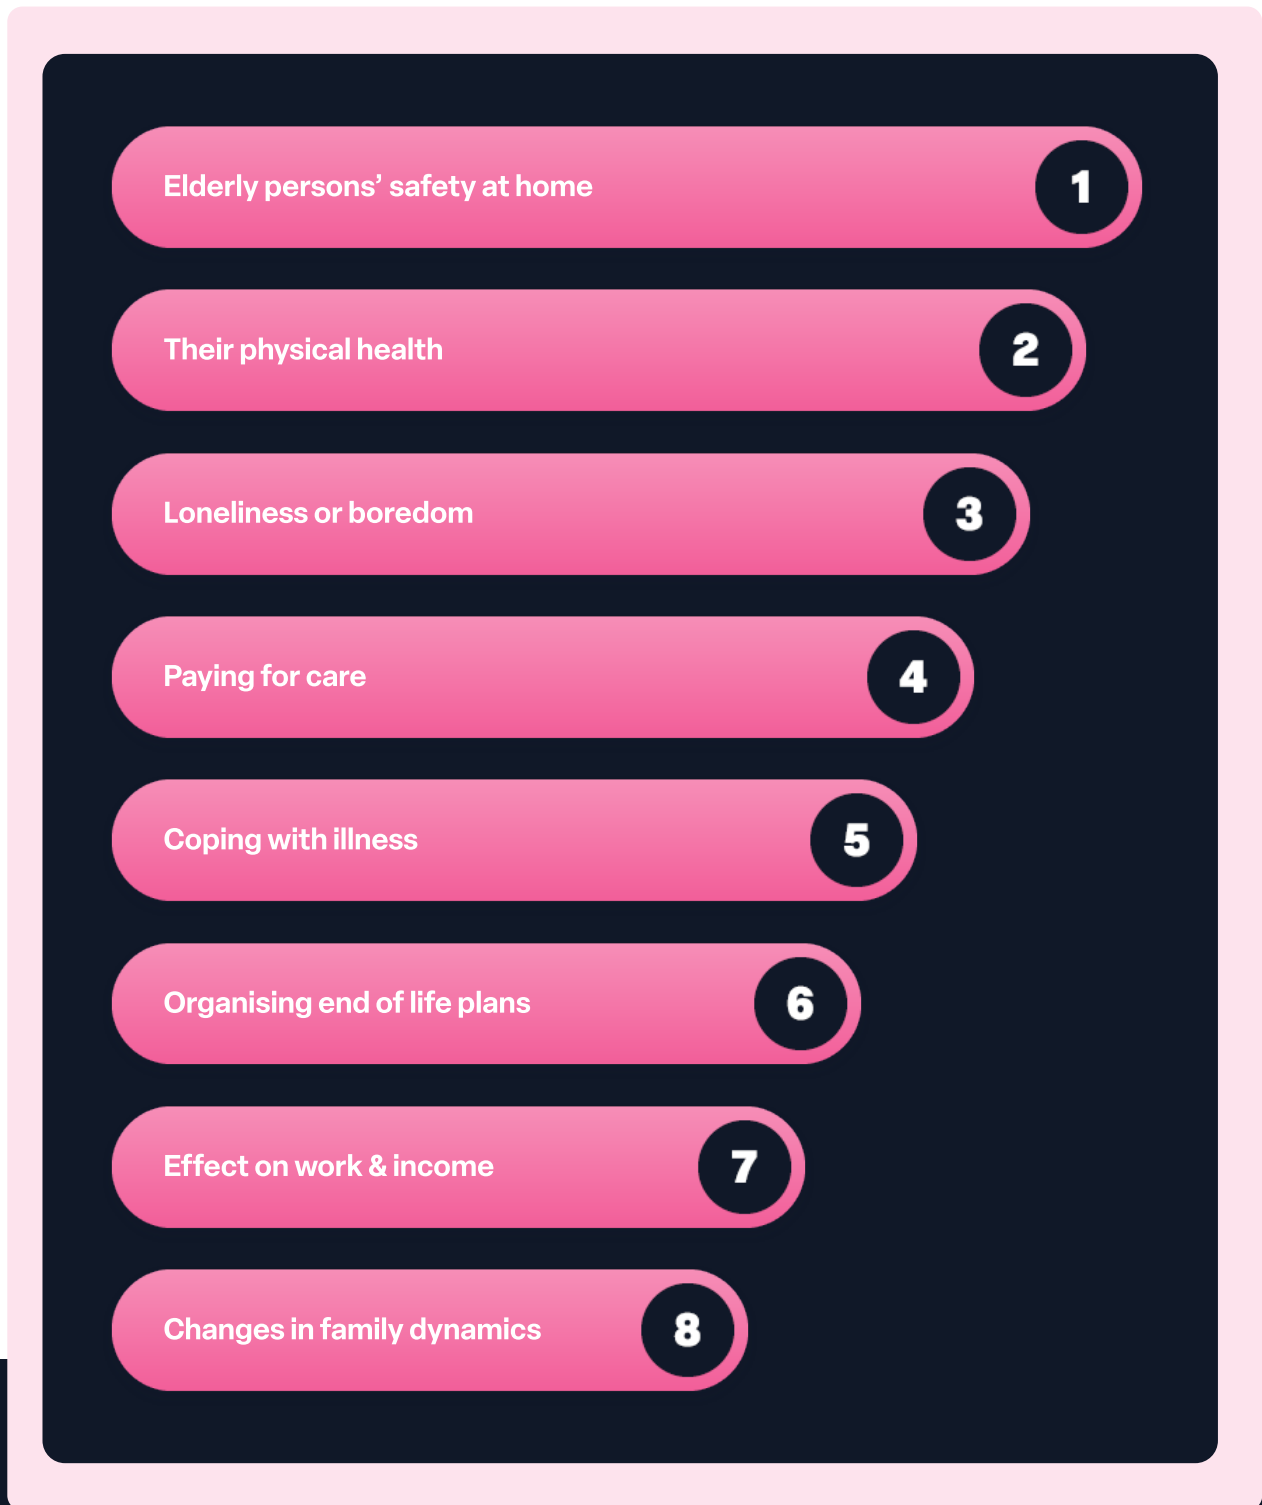 Elderly persons’ safety at home
1
Their physical health
2
Loneliness or boredom
3
Paying for care
4
Coping with illness
5
Organising end of life plans
6
Effect on work & income
7
Changes in family dynamics
8